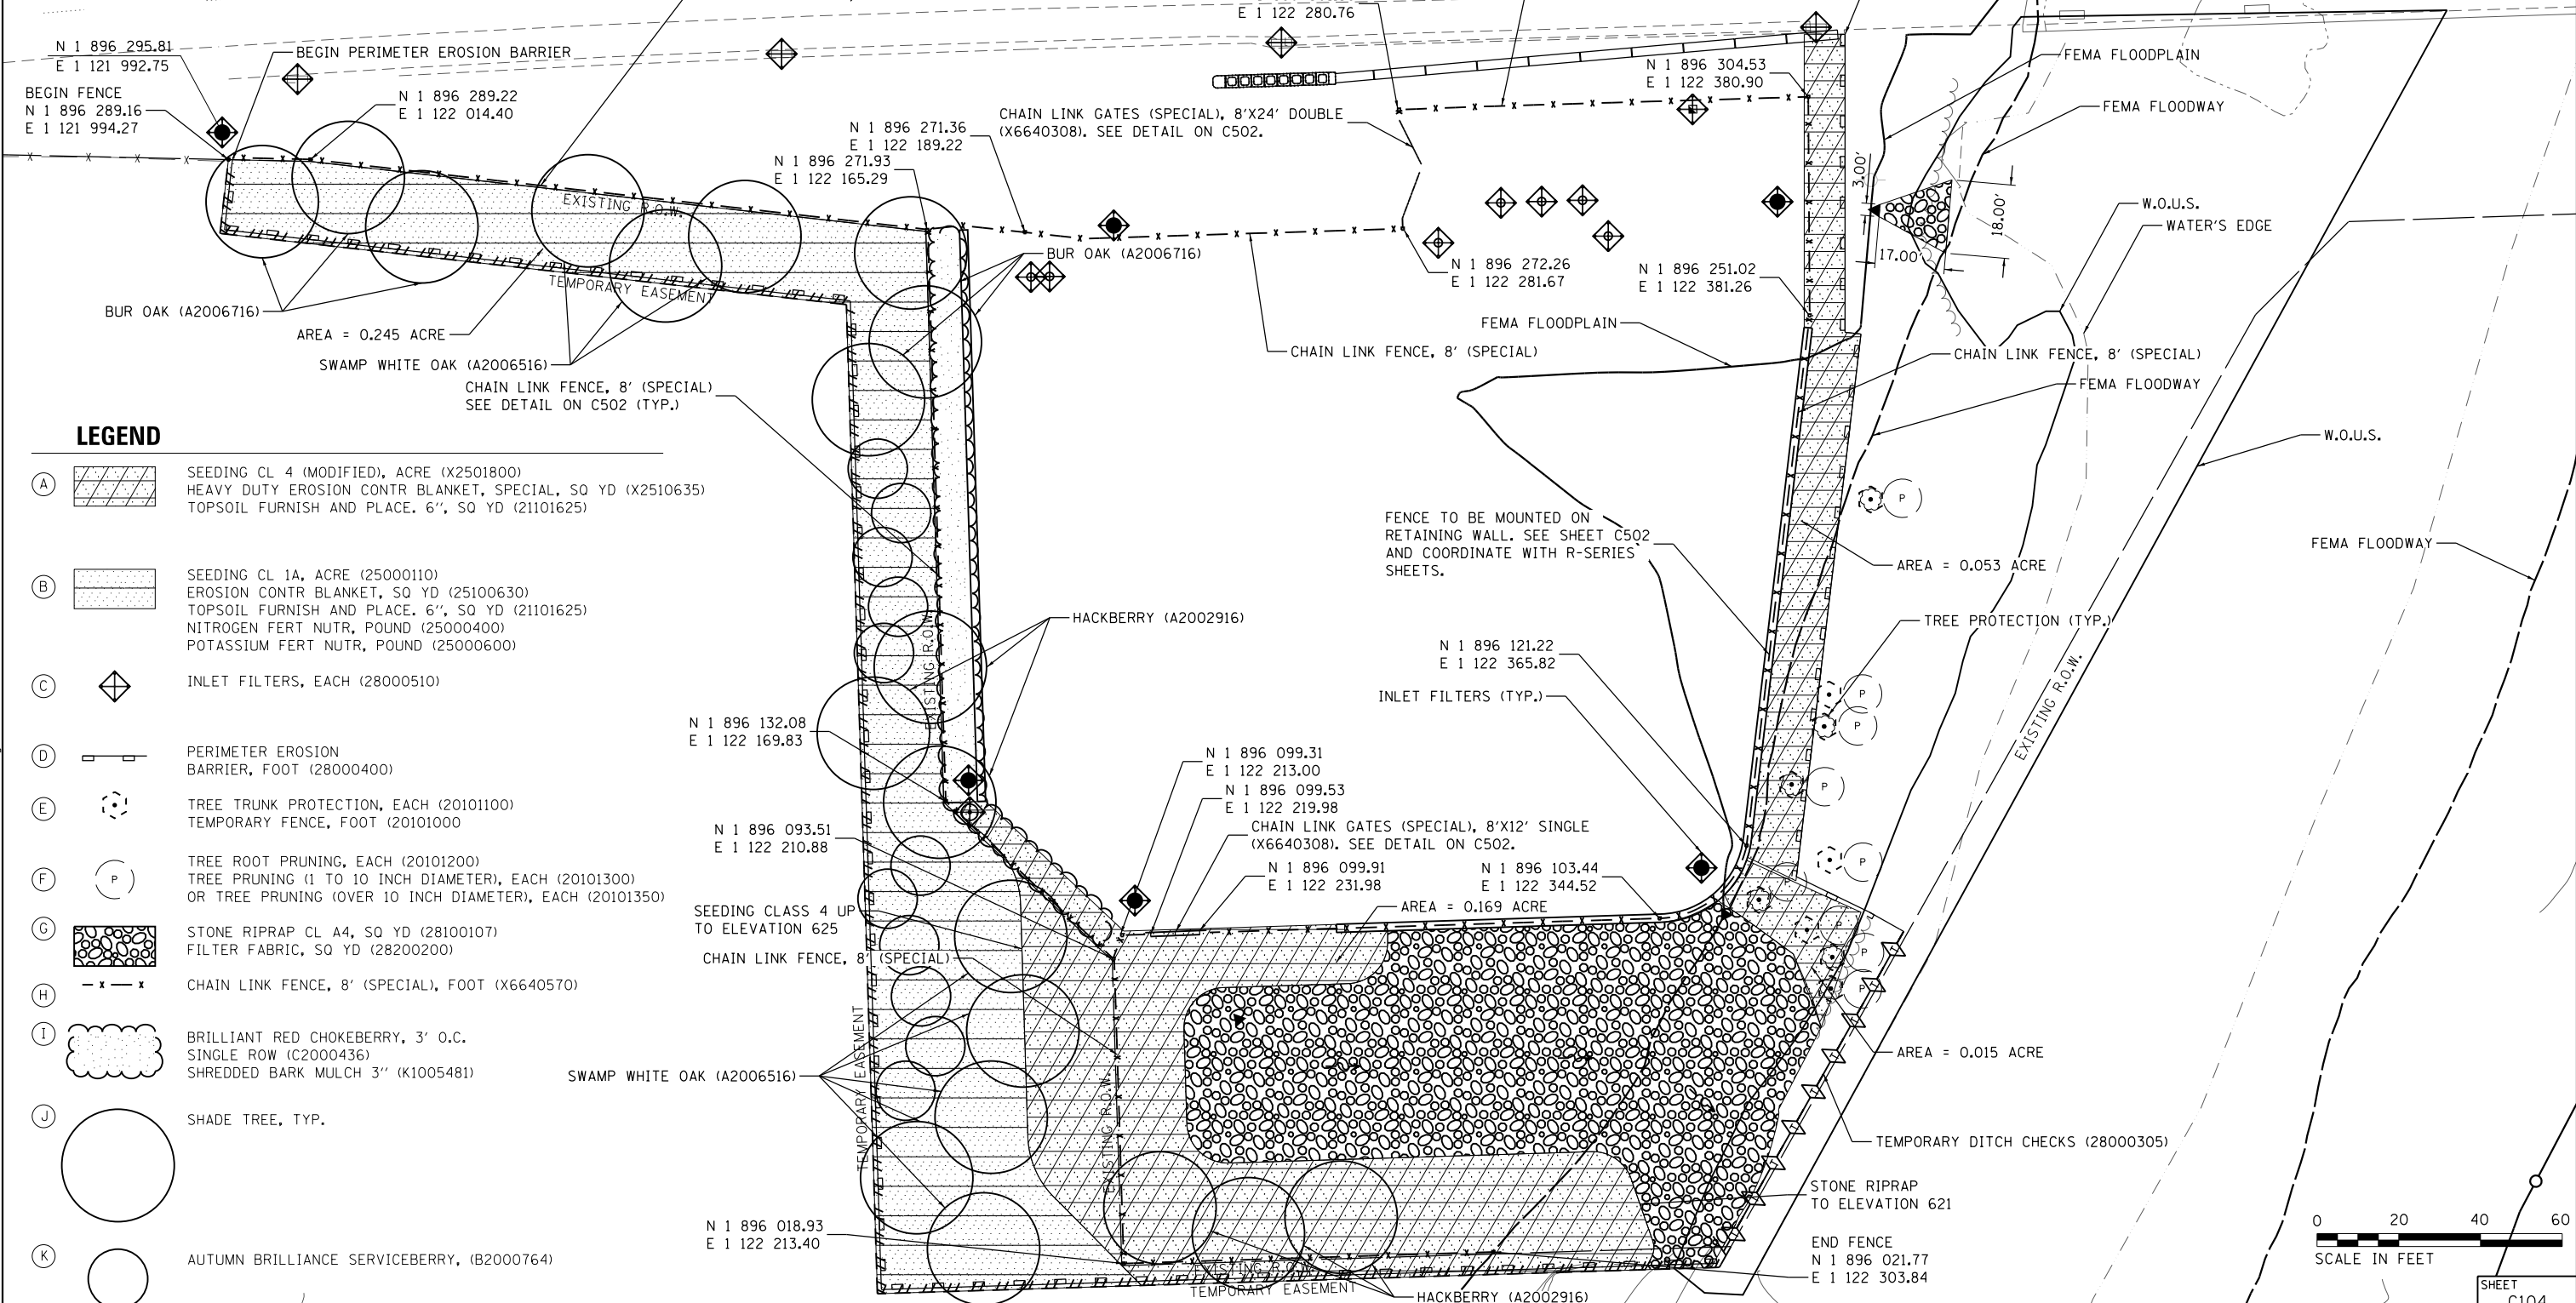 E 1 122 280.76
N 1 896 295.81
E 1 121 992.75
BEGIN PERIMETER EROSION BARRIER
BEGIN FENCE
N 1 896 289.16
E 1 121 994.27
N 1 896 289.22
E 1 122 014.40
N 1 896 271.36
E 1 122 189.22
N 1 896 271.93
E 1 122 165.29
CHAIN LINK GATES (SPECIAL), 8'X24' DOUBLE
(X6640308). SEE DETAIL ON C502.
N 1 896 304.53
E 1 122 380.90
FEMA FLOODPLAIN
FEMA FLOODWAY
3.00'
18.00'
17.00'
W.O.U.S.
WATER'S EDGE
EXISTING R.O.W.
TEMPORARY EASEMENT
BUR OAK (A2006716)
BUR OAK (A2006716)
AREA = 0.245 ACRE
SWAMP WHITE OAK (A2006516)
N 1 896 272.26
E 1 122 281.67
N 1 896 251.02
E 1 122 381.26
FEMA FLOODPLAIN
CHAIN LINK FENCE, 8' (SPECIAL)
CHAIN LINK FENCE, 8' (SPECIAL)
FEMA FLOODWAY
W.O.U.S.
CHAIN LINK FENCE, 8' (SPECIAL)
SEE DETAIL ON C502 (TYP.)
FENCE TO BE MOUNTED ON
RETAINING WALL. SEE SHEET C502
AND COORDINATE WITH R-SERIES
SHEETS.
AREA = 0.053 ACRE
FEMA FLOODWAY
TREE PROTECTION (TYP.)
HACKBERRY (A2002916)
EXISTING R.O.W.
EXISTING R.O.W.
N 1 896 121.22
E 1 122 365.82
INLET FILTERS (TYP.)
N 1 896 132.08
E 1 122 169.83
N 1 896 099.31
E 1 122 213.00
N 1 896 099.53
E 1 122 219.98
CHAIN LINK GATES (SPECIAL), 8'X12' SINGLE
(X6640308). SEE DETAIL ON C502.
N 1 896 093.51
E 1 122 210.88
N 1 896 099.91
E 1 122 231.98
N 1 896 103.44
E 1 122 344.52
AREA = 0.169 ACRE
SEEDING CLASS 4 UP
TO ELEVATION 625
CHAIN LINK FENCE, 8' (SPECIAL)
P
P
P
P
P
P
P
P
P
SWAMP WHITE OAK (A2006516)
TEMPORARY EASEMENT
EXISTING R.O.W.
AREA = 0.015 ACRE
TEMPORARY DITCH CHECKS (28000305)
STONE RIPRAP
TO ELEVATION 621
N 1 896 018.93
E 1 122 213.40
END FENCE
N 1 896 021.77
E 1 122 303.84
EXISTING R.O.W.
TEMPORARY EASEMENT
HACKBERRY (A2002916)
LEGEND
A
SEEDING CL 4 (MODIFIED), ACRE (X2501800)
HEAVY DUTY EROSION CONTR BLANKET, SPECIAL, SQ YD (X2510635)
TOPSOIL FURNISH AND PLACE. 6", SQ YD (21101625)
B
SEEDING CL 1A, ACRE (25000110)
EROSION CONTR BLANKET, SQ YD (25100630)
TOPSOIL FURNISH AND PLACE. 6", SQ YD (21101625)
NITROGEN FERT NUTR, POUND (25000400)
POTASSIUM FERT NUTR, POUND (25000600)
C
INLET FILTERS, EACH (28000510)
D
PERIMETER EROSION
BARRIER, FOOT (28000400)
E
TREE TRUNK PROTECTION, EACH (20101100)
TEMPORARY FENCE, FOOT (20101000
F
P
TREE ROOT PRUNING, EACH (20101200)
TREE PRUNING (1 TO 10 INCH DIAMETER), EACH (20101300)
OR TREE PRUNING (OVER 10 INCH DIAMETER), EACH (20101350)
G
STONE RIPRAP CL A4, SQ YD (28100107)
FILTER FABRIC, SQ YD (28200200)
H
CHAIN LINK FENCE, 8' (SPECIAL), FOOT (X6640570)
I
BRILLIANT RED CHOKEBERRY, 3' O.C.
SINGLE ROW (C2000436)
SHREDDED BARK MULCH 3" (K1005481)
J
SHADE TREE, TYP.
K
AUTUMN BRILLIANCE SERVICEBERRY, (B2000764)
0 20 40 60
SCALE IN FEET
SHEET
C104